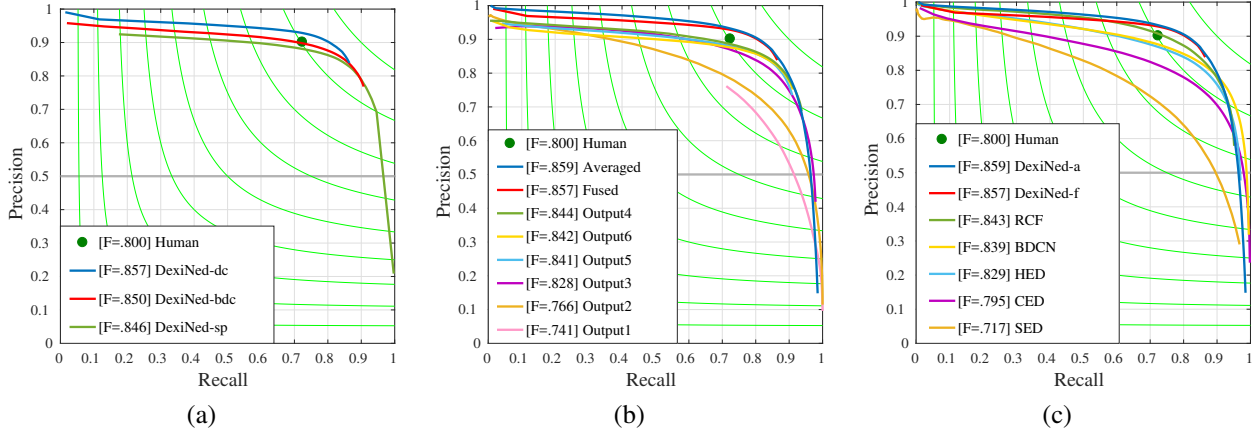 1
0.9
0.8
0.7
0.6
0.5
0.4
0.3
0.2
0.1
0
Precision
[F=.800] Human
[F=.857] DexiNed-dc
[F=.850] DexiNed-bdc
[F=.846] DexiNed-sp
0 0.1 0.2 0.3 0.4 0.5 0.6 0.7 0.8 0.9 1
Recall
(a)
1
0.9
0.8
0.7
0.6
0.5
0.4
0.3
0.2
0.1
0
Precision
[F=.800] Human
[F=.859] Averaged
[F=.857] Fused
[F=.844] Output4
[F=.842] Output6
[F=.841] Output5
[F=.828] Output3
[F=.766] Output2
[F=.741] Output1
0 0.1 0.2 0.3 0.4 0.5 0.6 0.7 0.8 0.9 1
Recall
(b)
1
0.9
0.8
0.7
0.6
0.5
0.4
0.3
0.2
0.1
0
Precision
[F=.800] Human
[F=.859] DexiNed-a
[F=.857] DexiNed-f
[F=.843] RCF
[F=.839] BDCN
[F=.829] HED
[F=.795] CED
[F=.717] SED
0 0.1 0.2 0.3 0.4 0.5 0.6 0.7 0.8 0.9 1
Recall
(c)